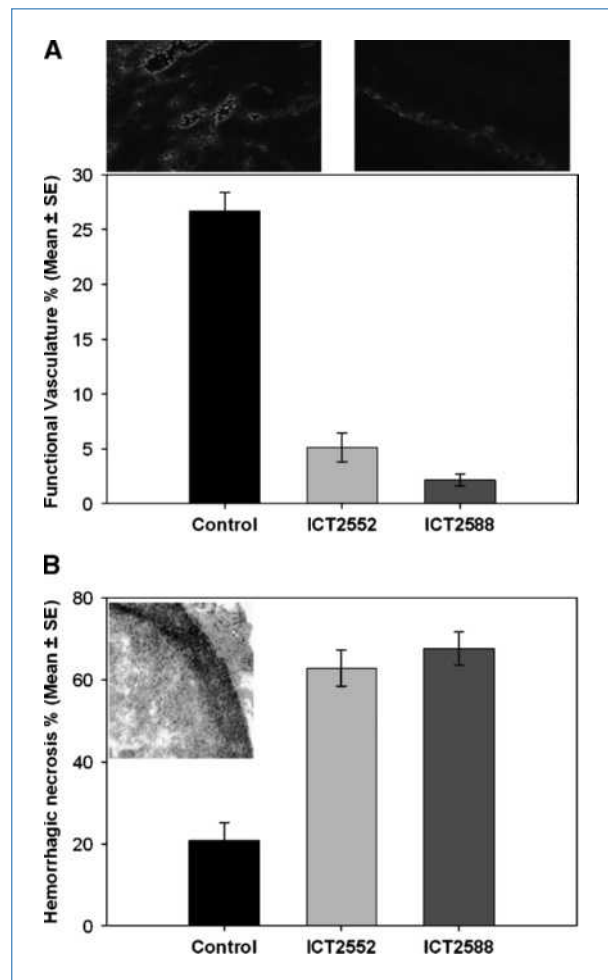 A
30
25
20
15
10
5
0
Functional Vasculature % (Mean ± SE)
Control ICT2552 ICT2588
B
80
60
40
20
0
Hemorrhagic necrosis % (Mean ± SE)
Control ICT2552 ICT2588